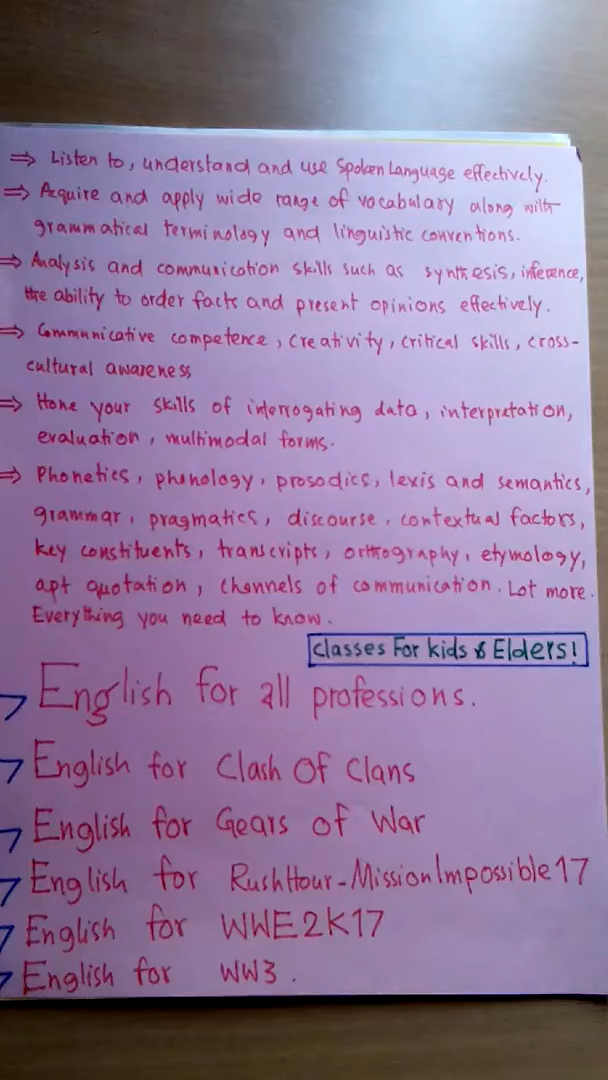 ⇒ Listen to, understand and use Spoken Language effectively.
⇒ Acquire and apply wide range of vocabulary along with
grammatical terminology and linguistic conventions.
⇒ Analysis and communication skills such as synthesis, inference,
the ability to order facts and present opinions effectively.
⇒ Communicative competence, creativity, critical skills, cross-
cultural awareness
⇒ Hone your skills of interrogating data, interpretation,
evaluation, multimodal forms.
⇒ Phonetics, phonology, prosodics, lexis and semantics,
grammar, pragmatics, discourse, contextual factors,
key constituents, transcripts, orthography, etymology,
apt quotation, channels of communication. Lot more.
Everything you need to know.
Classes For kids & Elders!
English for all professions.
English for Clash Of Clans
English for Gears of War
English for RushHour-MissionImpossible17
English for WWE2K17
English for WW3.